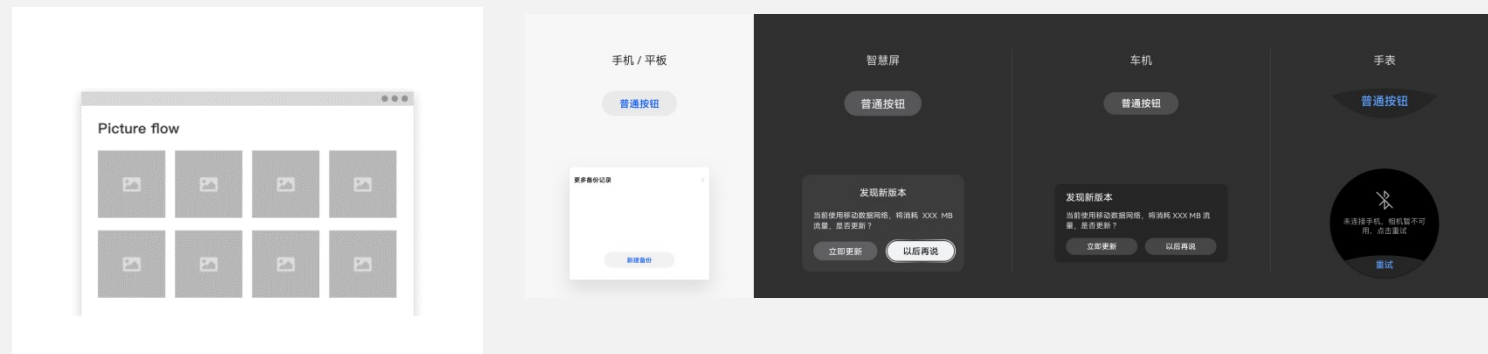 Picture flow
手机 / 平板
普通按钮
更多备份记录
新建备份
智慧屏
普通按钮
发现新版本
当前使用移动数据网络，将消耗 XXX MB
流量，是否更新？
立即更新
以后再说
车机
普通按钮
发现新版本
当前使用移动数据网络，将消耗 XXX MB 流
量，是否更新？
立即更新
以后再说
手表
普通按钮
未连接手机，相机暂不可
用，点击重试
重试